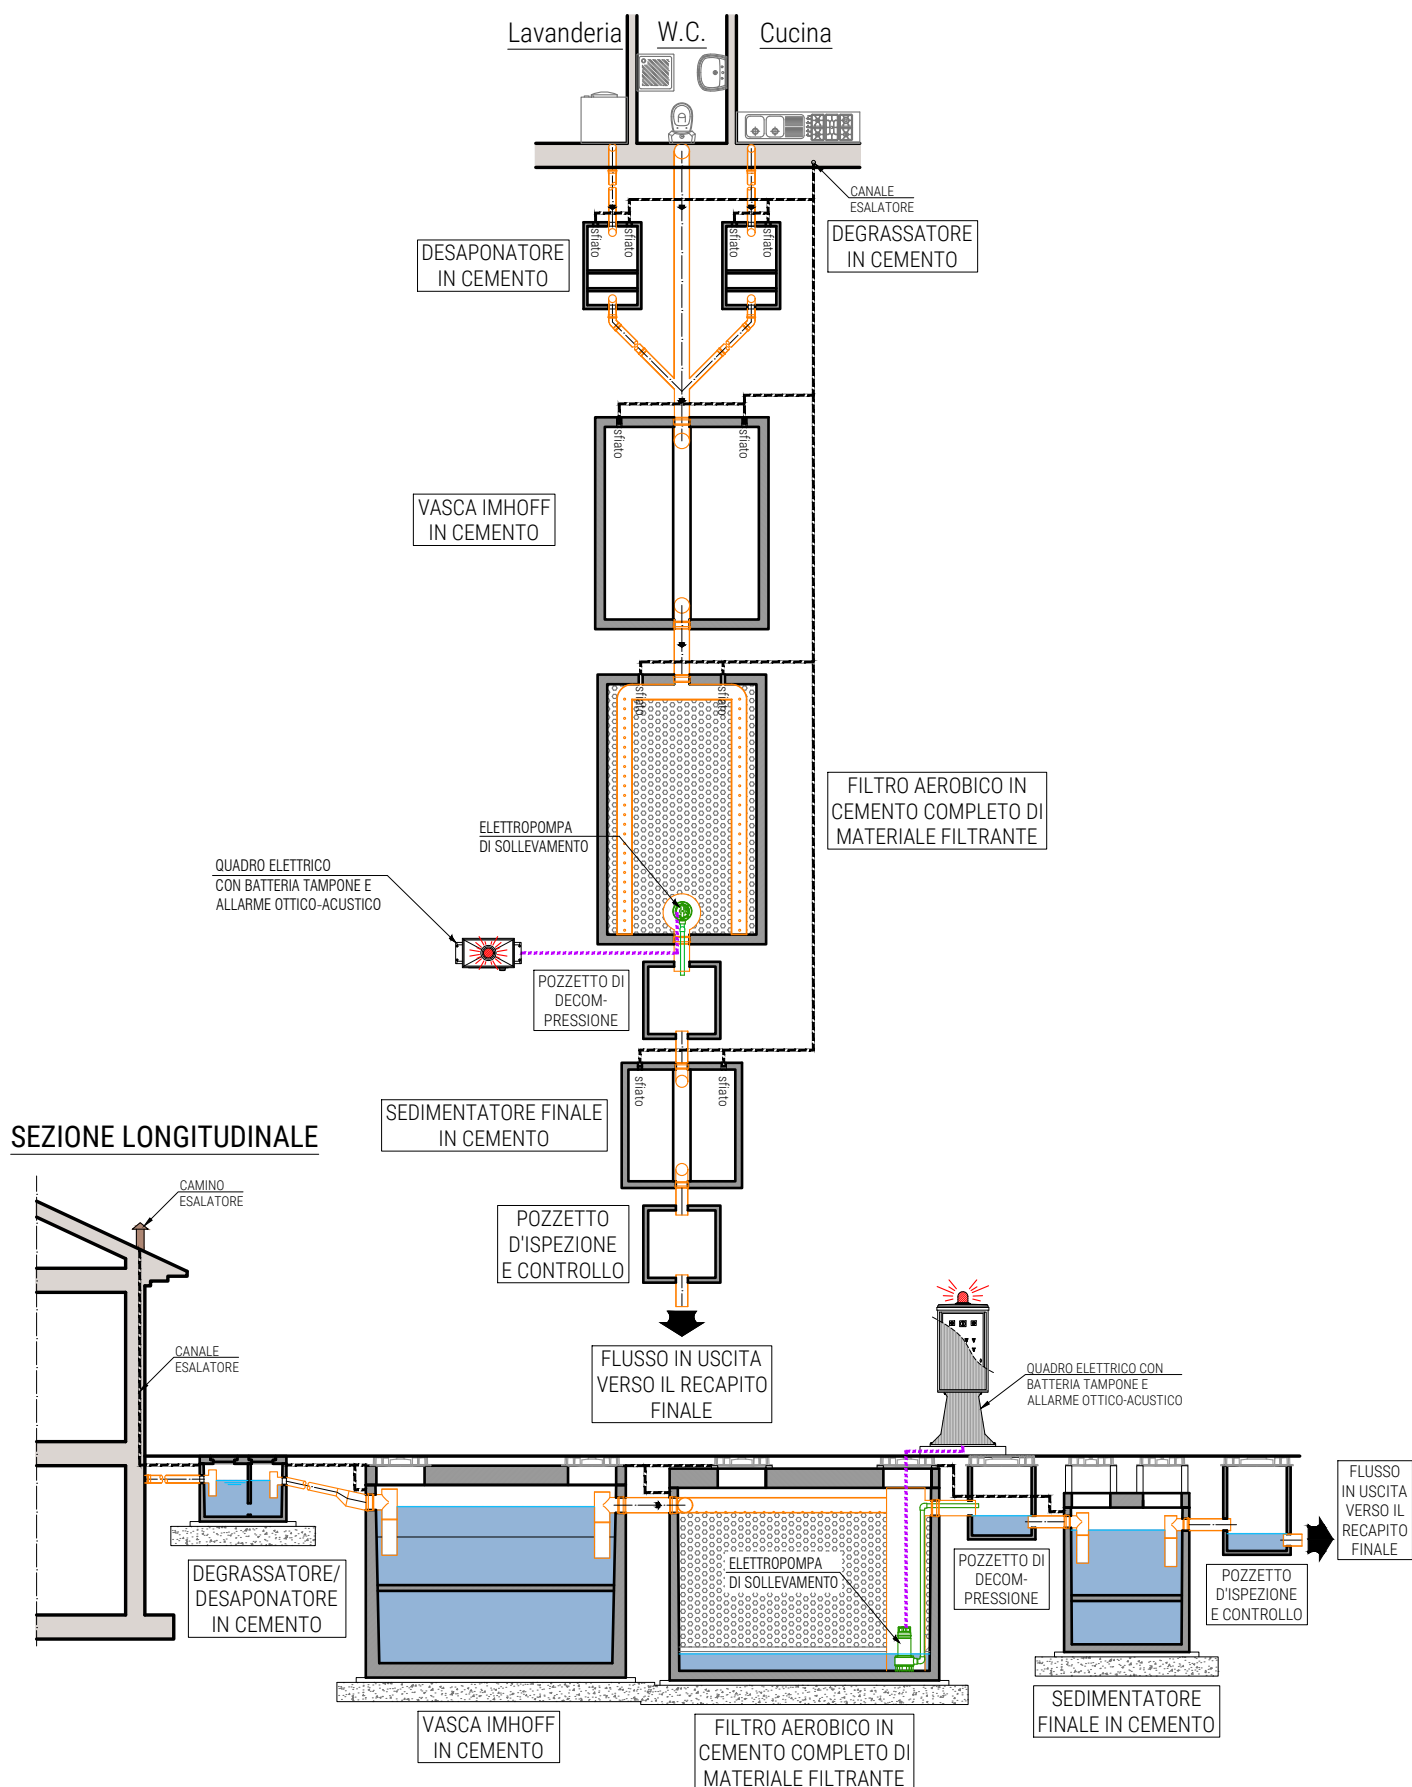 Lavanderia
W.C.
Cucina
CANALE
ESALATORE
DESAPONATORE
IN CEMENTO
sfiato
sfiato
sfiato
sfiato
DEGRASSATORE
IN CEMENTO
sfiato
sfiato
VASCA IMHOFF
IN CEMENTO
sfiato
sfiato
FILTRO AEROBICO IN
CEMENTO COMPLETO DI
MATERIALE FILTRANTE
ELETTROPOMPA
DI SOLLEVAMENTO
QUADRO ELETTRICO
CON BATTERIA TAMPONE E
ALLARME OTTICO-ACUSTICO
POZZETTO DI
DECOM-
PRESSIONE
sfiato
sfiato
SEDIMENTATORE FINALE
IN CEMENTO
SEZIONE LONGITUDINALE
CAMINO
ESALATORE
POZZETTO
D'ISPEZIONE
E CONTROLLO
CANALE
ESALATORE
FLUSSO IN USCITA
VERSO IL RECAPITO
FINALE
QUADRO ELETTRICO CON
BATTERIA TAMPONE E
ALLARME OTTICO-ACUSTICO
FLUSSO
IN USCITA
VERSO IL
RECAPITO
FINALE
DEGRASSATORE/
DESAPONATORE
IN CEMENTO
ELETTROPOMPA
DI SOLLEVAMENTO
POZZETTO DI
DECOM-
PRESSIONE
POZZETTO
D'ISPEZIONE
E CONTROLLO
VASCA IMHOFF
IN CEMENTO
FILTRO AEROBICO IN
CEMENTO COMPLETO DI
MATERIALE FILTRANTE
SEDIMENTATORE
FINALE IN CEMENTO